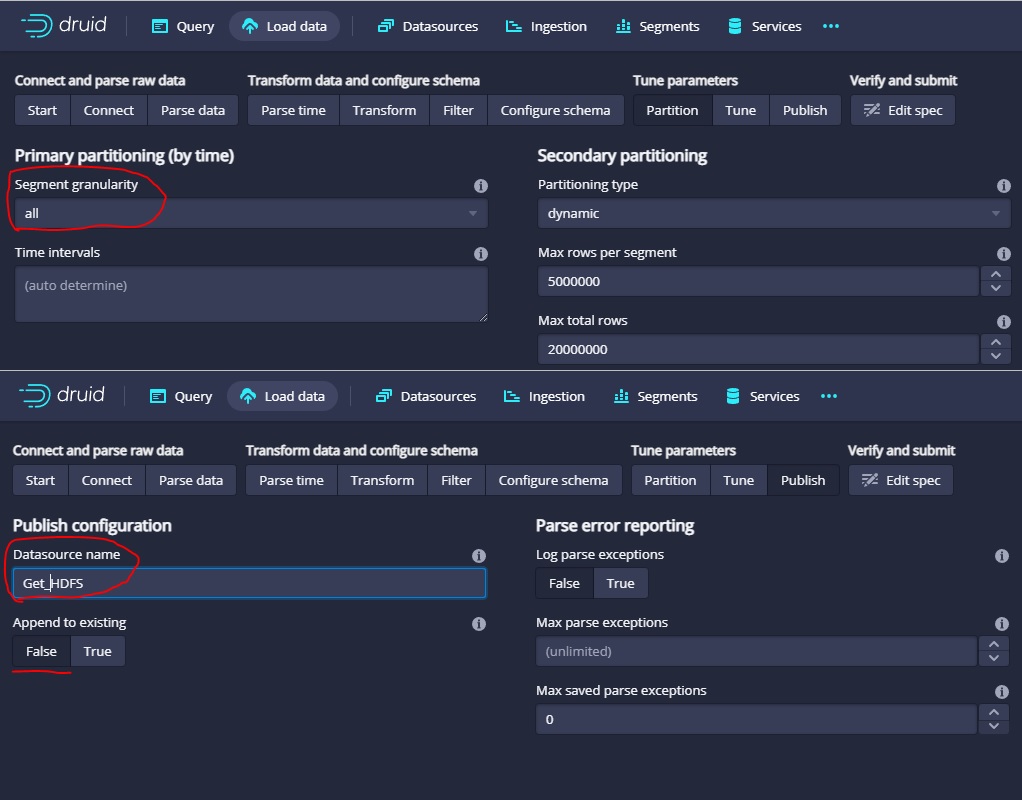 druid Query Load data Datasources Ingestion Segments Services
Connect and parse raw data Transform data and configure schema Tune parameters Verify and submit
Start Connect Parse data Parse time Transform Filter Configure schema Partition Tune Publish Edit spec
Primary partitioning (by time)
Segment granularity
all
Time intervals
(auto determine)
Secondary partitioning
Partitioning type
dynamic
Max rows per segment
5000000
Max total rows
20000000
druid Query Load data Datasources Ingestion Segments Services
Connect and parse raw data Transform data and configure schema Tune parameters Verify and submit
Start Connect Parse data Parse time Transform Filter Configure schema Partition Tune Publish Edit spec
Publish configuration
Datasource name
Get_HDFS
Append to existing
False True
Parse error reporting
Log parse exceptions
False True
Max parse exceptions
(unlimited)
Max saved parse exceptions
0